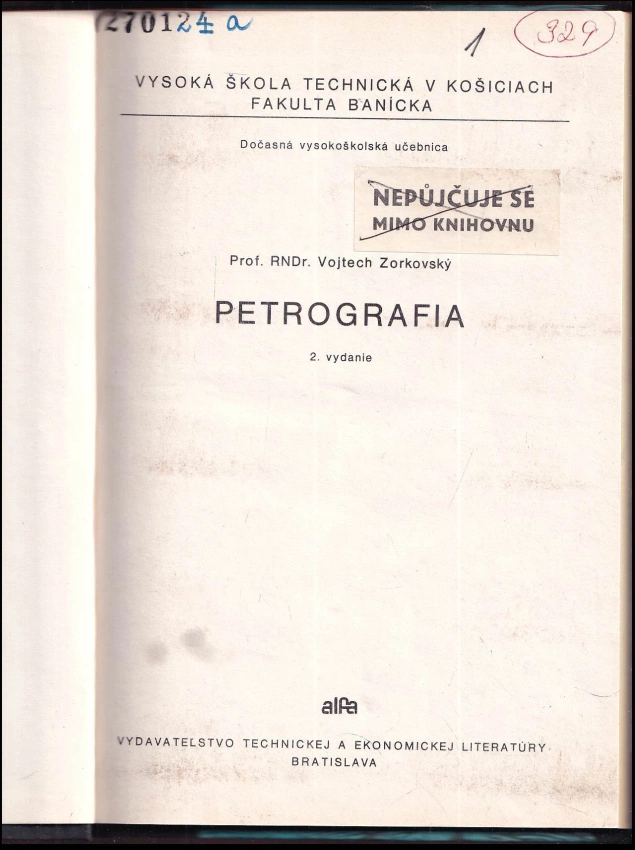 270124 a
1
329
VYSOKÁ ŠKOLA TECHNICKÁ V KOŠICIACH
FAKULTA BANÍCKA
Dočasná vysokoškolská učebnica
NEPŮJČUJE SE
MIMO KNIHOVNU
Prof. RNDr. Vojtech Zorkovský
PETROGRAFIA
2. vydanie
alfa
VYDAVATEĽSTVO TECHNICKEJ A EKONOMICKEJ LITERATÚRY
BRATISLAVA